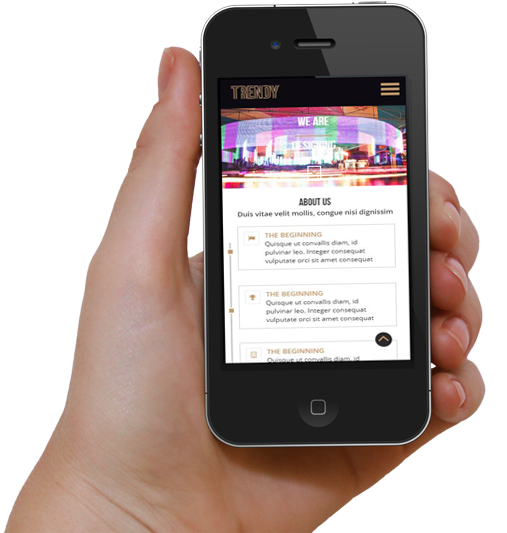 TRENDY
WE ARE
DESIGNING
ABOUT US
Duis vitae velit mollis, congue nisi dignissim
THE BEGINNING
Quisque ut convallis diam, id
pulvinar leo. Integer consequat
vulputate orci sit amet consequat
THE BEGINNING
Quisque ut convallis diam, id
pulvinar leo. Integer consequat
vulputate orci sit amet consequat
THE BEGINNING
Quisque ut convallis diam, id